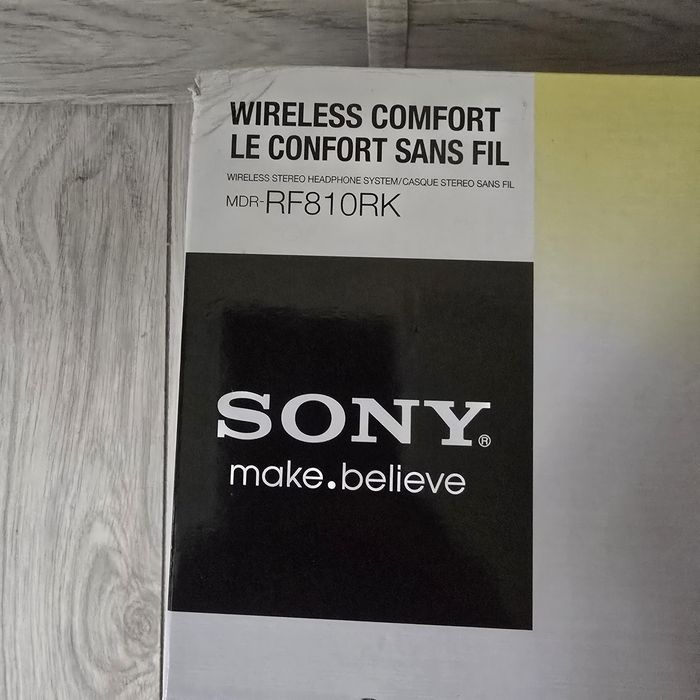 WIRELESS COMFORT
LE CONFORT SANS FIL
WIRELESS STEREO HEADPHONE SYSTEM/CASQUE STEREO SANS FIL
MDR-RF810RK
SONY®
make.believe